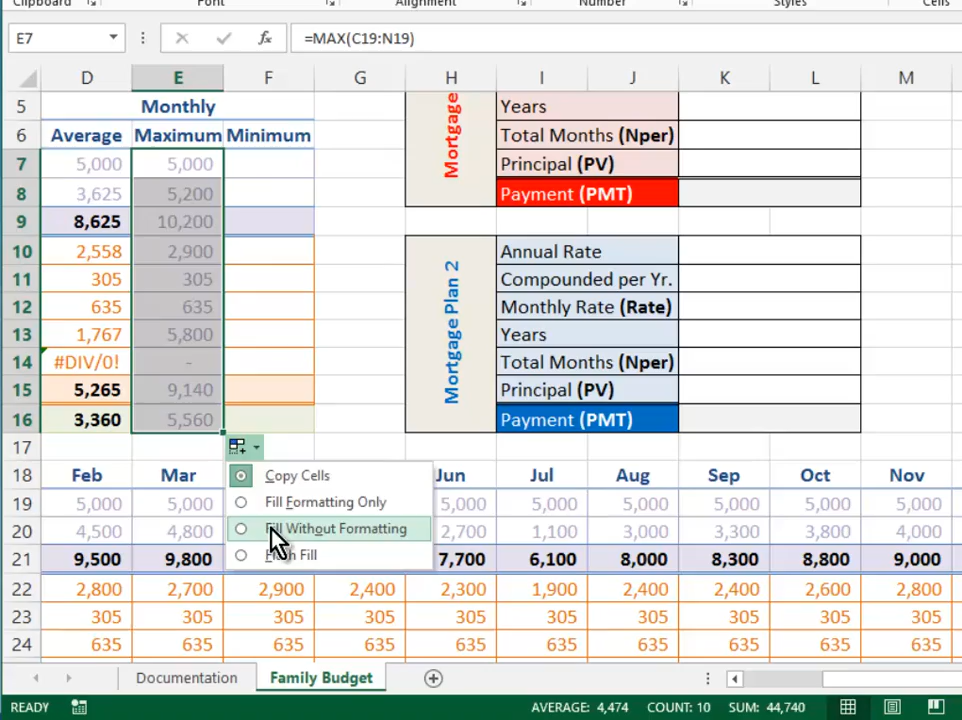 Clipboard Font Alignment Number Styles Cells
E7 fx =MAX(C19:N19)
D E F G H I J K L M
5 Monthly Years
6 Average Maximum Minimum Total Months (Nper)
7 5,000 5,000 Principal (PV)
8 3,625 5,200 Payment (PMT)
Mortgage
9 8,625 10,200
10 2,558 2,900 Annual Rate
11 305 305 Compounded per Yr.
12 635 635 Monthly Rate (Rate)
13 1,767 5,800 Years
14 #DIV/0! - Total Months (Nper)
15 5,265 9,140 Principal (PV)
16 3,360 5,560 Payment (PMT)
Mortgage Plan 2
17
Copy Cells
Fill Formatting Only
Fill Without Formatting
Flash Fill
18 Feb Mar Jun Jul Aug Sep Oct Nov
19 5,000 5,000 5,000 5,000 5,000 5,000 5,000 5,000
20 4,500 4,800 2,700 1,100 3,000 3,300 3,800 4,000
21 9,500 9,800 7,700 6,100 8,000 8,300 8,800 9,000
22 2,800 2,700 2,900 2,400 2,300 1,900 2,400 2,400 2,600 2,800
23 305 305 305 305 305 305 305 305 305 305
24 635 635 635 635 635 635 635 635 635 635
Documentation Family Budget
READY AVERAGE: 4,474 COUNT: 10 SUM: 44,740